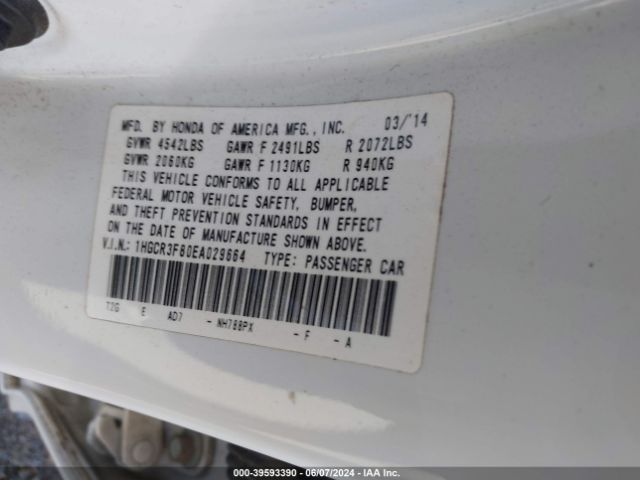 MFD. BY HONDA OF AMERICA MFG., INC. 03/'14
GVWR 4542LBS GAWR F 2491LBS R 2072LBS
GVWR 2060KG GAWR F 1130KG R 940KG
THIS VEHICLE CONFORMS TO ALL APPLICABLE
FEDERAL MOTOR VEHICLE SAFETY, BUMPER,
AND THEFT PREVENTION STANDARDS IN EFFECT
ON THE DATE OF MANUFACTURE SHOWN ABOVE.
V.I.N.: 1HGCR3F80EA029664 TYPE: PASSENGER CAR
T2G E AD7 - NH788PX - F - A
000-39593390 - 06/07/2024 - IAA Inc.